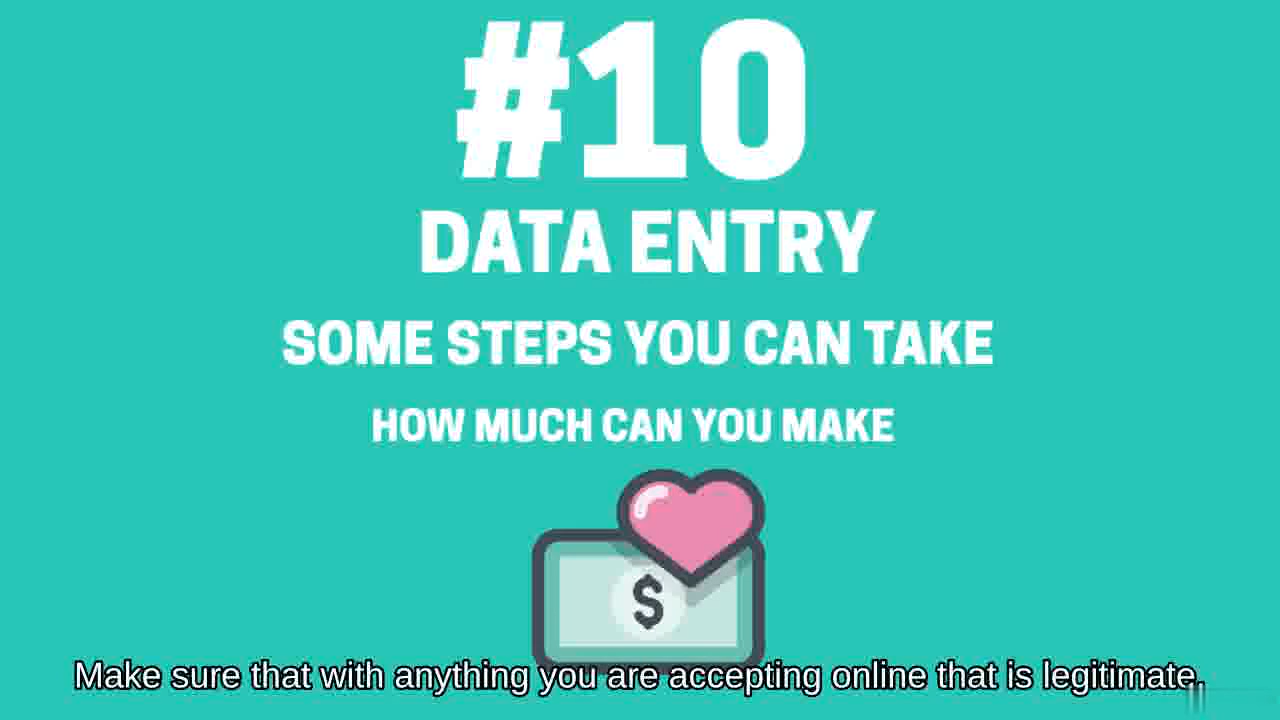 #10
DATA ENTRY
SOME STEPS YOU CAN TAKE
HOW MUCH CAN YOU MAKE
$
Make sure that with anything you are accepting online that is legitimate.